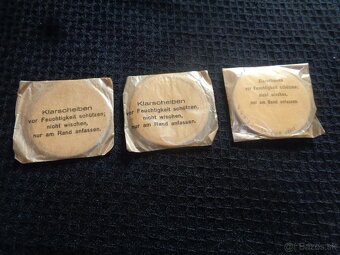 Klarscheiben
vor Feuchtigkeit schützen,
nicht wischen,
nur am Rand anfassen.
Klarscheiben
vor Feuchtigkeit schützen,
nicht wischen,
nur am Rand anfassen.
Klarscheiben
vor Feuchtigkeit schützen,
nicht wischen,
nur am Rand anfassen.